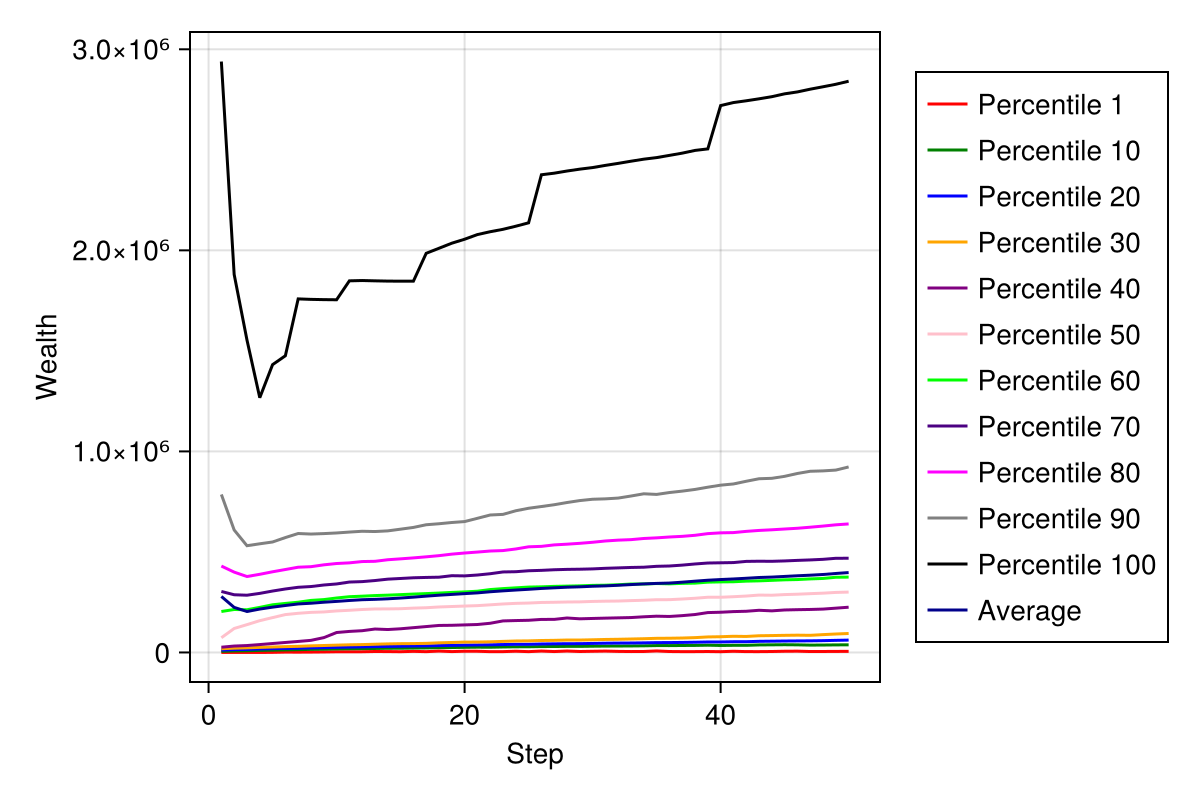 3.0×10⁶
2.0×10⁶
1.0×10⁶
0
Wealth
0 20 40
Step
Percentile 1
Percentile 10
Percentile 20
Percentile 30
Percentile 40
Percentile 50
Percentile 60
Percentile 70
Percentile 80
Percentile 90
Percentile 100
Average